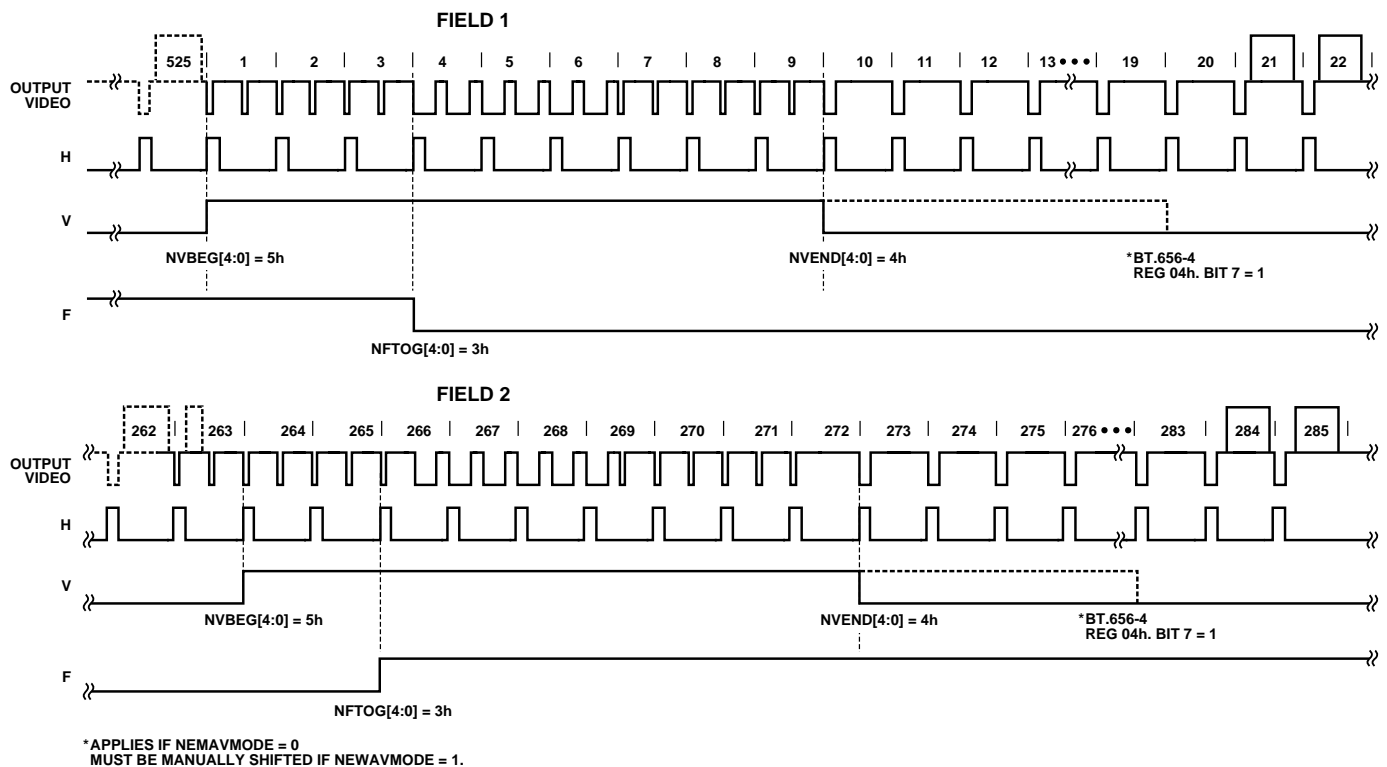 FIELD 1
525 1 2 3 4 5 6 7 8 9 10 11 12 13 ••• 19 20 21 22
OUTPUT
VIDEO
H
V
NVBEG[4:0] = 5h
NVEND[4:0] = 4h
*BT.656-4
REG 04h. BIT 7 = 1
F
NFTOG[4:0] = 3h
FIELD 2
262 263 264 265 266 267 268 269 270 271 272 273 274 275 276 ••• 283 284 285
OUTPUT
VIDEO
H
V
NVBEG[4:0] = 5h
NVEND[4:0] = 4h
*BT.656-4
REG 04h. BIT 7 = 1
F
NFTOG[4:0] = 3h
*APPLIES IF NEMAVMODE = 0
MUST BE MANUALLY SHIFTED IF NEWAVMODE = 1.